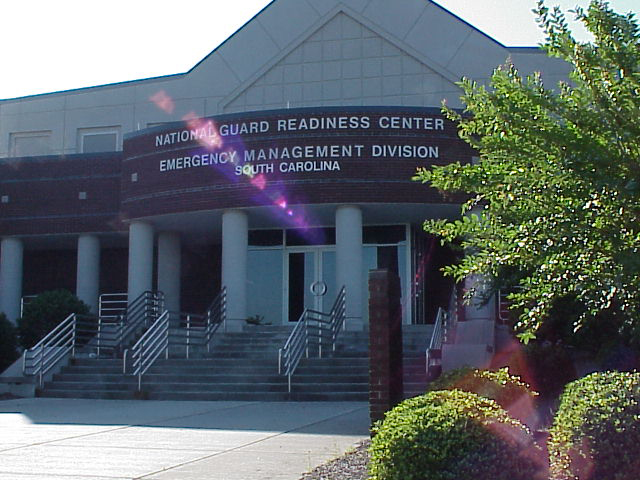 NATIONAL GUARD READINESS CENTER
EMERGENCY MANAGEMENT DIVISION
SOUTH CAROLINA